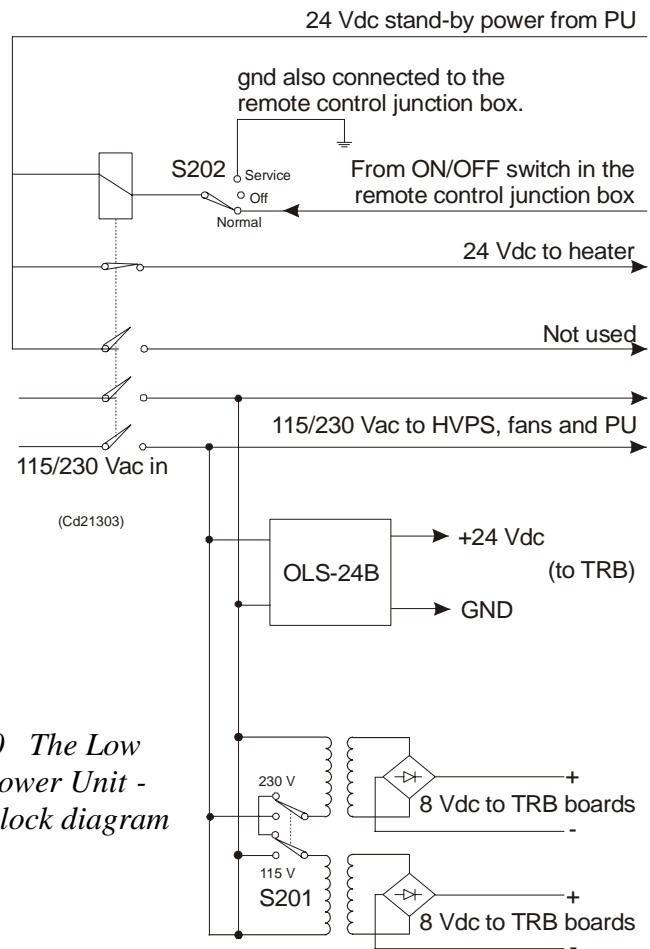 24 Vdc stand-by power from PU
gnd also connected to the
remote control junction box.
S202
Service
Off
Normal
From ON/OFF switch in the
remote control junction box
24 Vdc to heater
Not used
115/230 Vac to HVPS, fans and PU
115/230 Vac in
(Cd21303)
OLS-24B
+24 Vdc
(to TRB)
GND
The Low
ower Unit -
lock diagram
230 V
+
8 Vdc to TRB boards
-
115 V
S201
+
8 Vdc to TRB boards
-